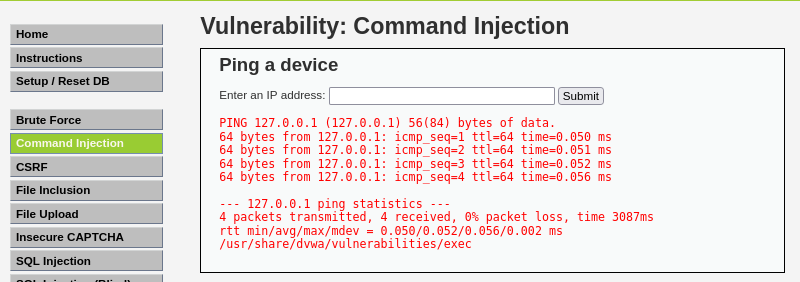 Home
Instructions
Setup / Reset DB
Brute Force
Command Injection
CSRF
File Inclusion
File Upload
Insecure CAPTCHA
SQL Injection
Vulnerability: Command Injection
Ping a device
Enter an IP address: Submit
PING 127.0.0.1 (127.0.0.1) 56(84) bytes of data.
64 bytes from 127.0.0.1: icmp_seq=1 ttl=64 time=0.050 ms
64 bytes from 127.0.0.1: icmp_seq=2 ttl=64 time=0.051 ms
64 bytes from 127.0.0.1: icmp_seq=3 ttl=64 time=0.052 ms
64 bytes from 127.0.0.1: icmp_seq=4 ttl=64 time=0.056 ms
--- 127.0.0.1 ping statistics ---
4 packets transmitted, 4 received, 0% packet loss, time 3087ms
rtt min/avg/max/mdev = 0.050/0.052/0.056/0.002 ms
/usr/share/dvwa/vulnerabilities/exec